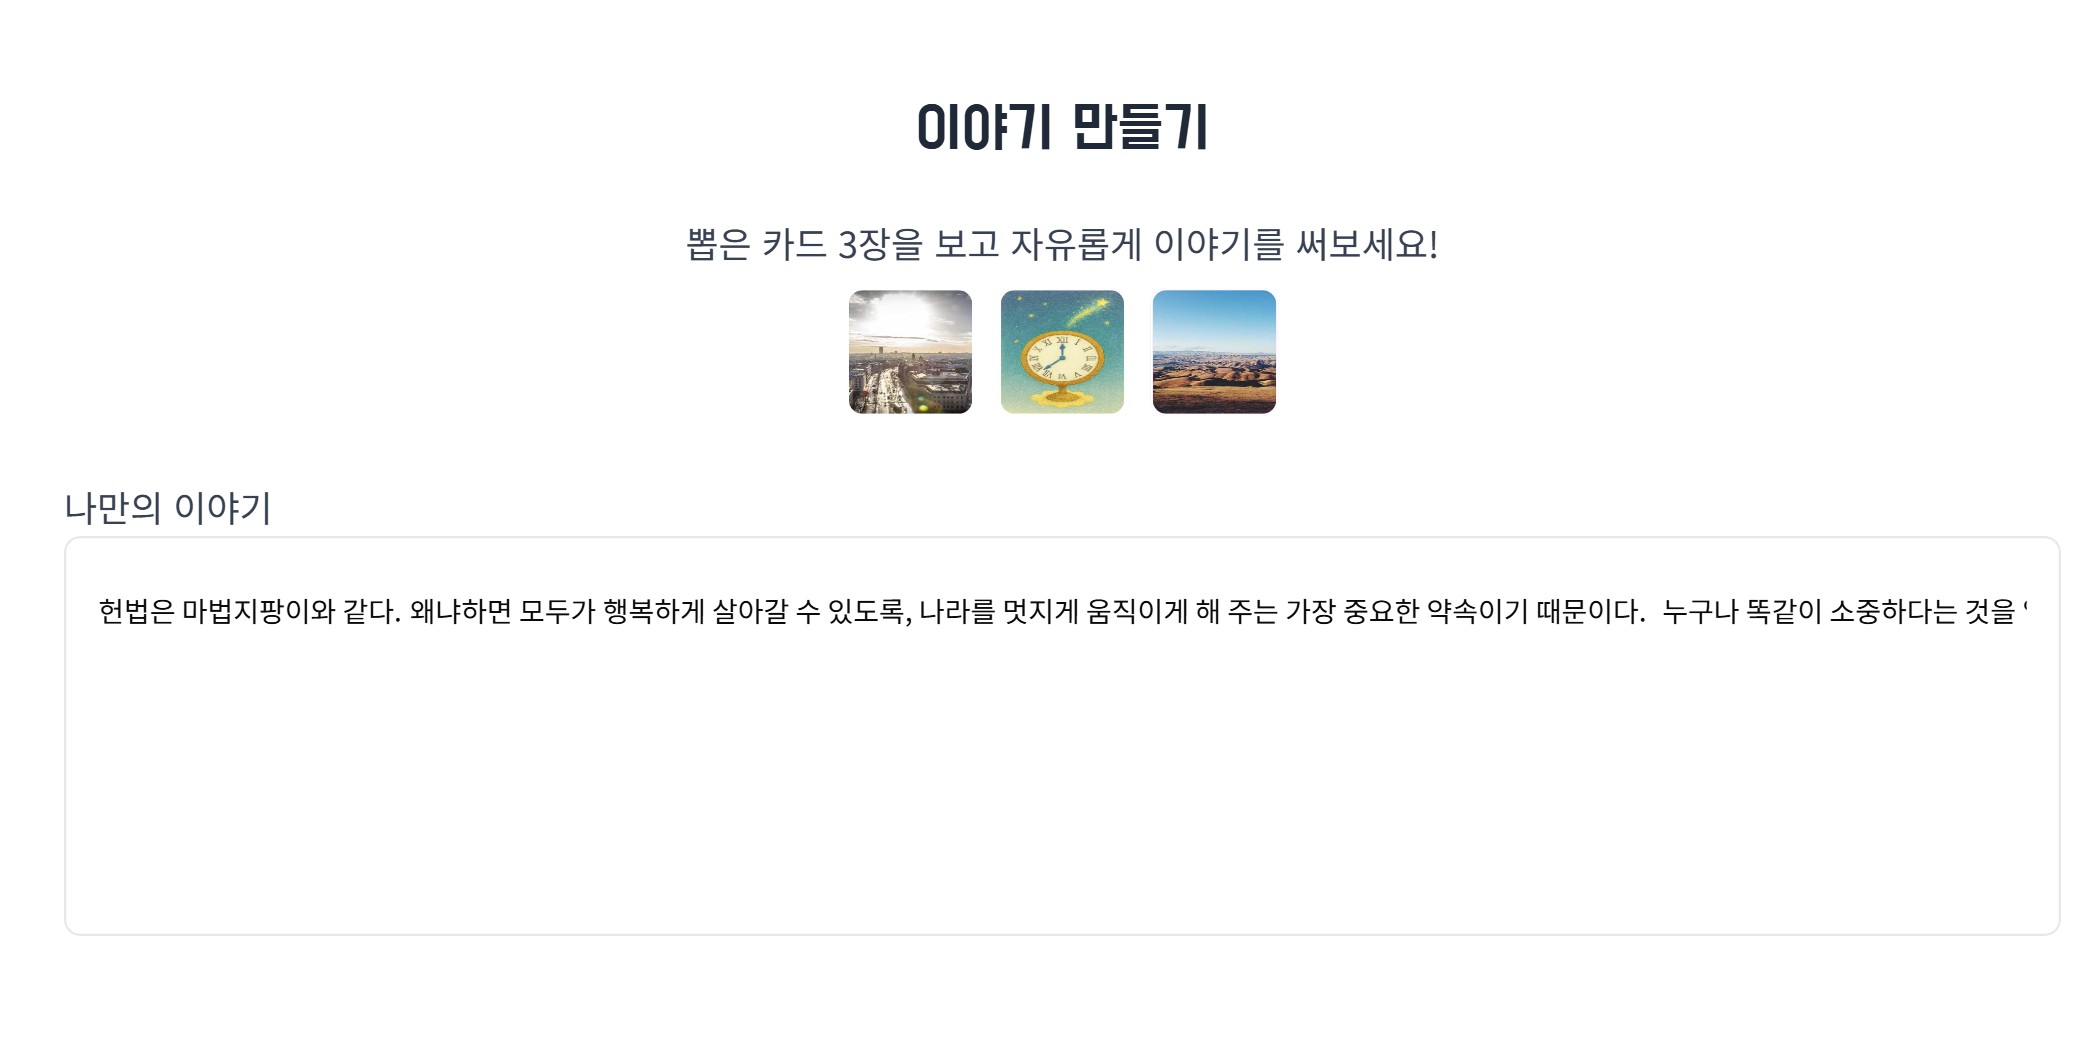 이야기 만들기
뽑은 카드 3장을 보고 자유롭게 이야기를 써보세요!
나만의 이야기
헌법은 마법지팡이와 같다. 왜냐하면 모두가 행복하게 살아갈 수 있도록, 나라를 멋지게 움직이게 해 주는 가장 중요한 약속이기 때문이다.  누구나 똑같이 소중하다는 것을